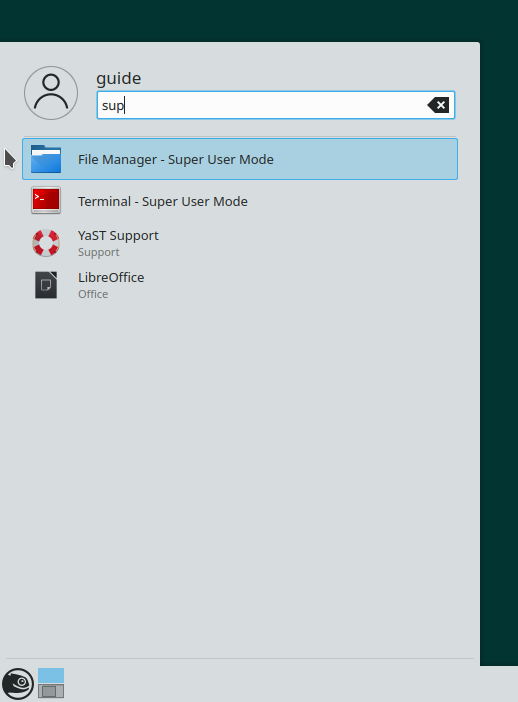 guide
sup
File Manager - Super User Mode
Terminal - Super User Mode
YaST Support
Support
LibreOffice
Office